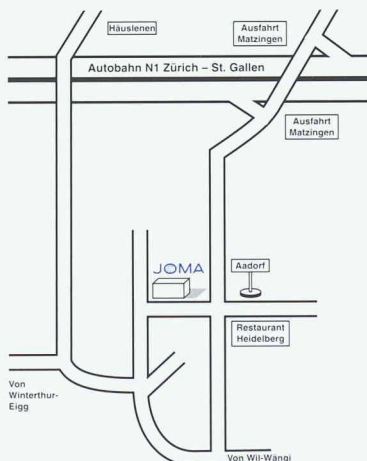 Häuslenen
Ausfahrt
Matzingen
Autobahn N1 Zürich – St. Gallen
Ausfahrt
Matzingen
JOMA
Aadorf
Restaurant
Heidelberg
Von
Winterthur-
Eigg
Von Wil-Wängi